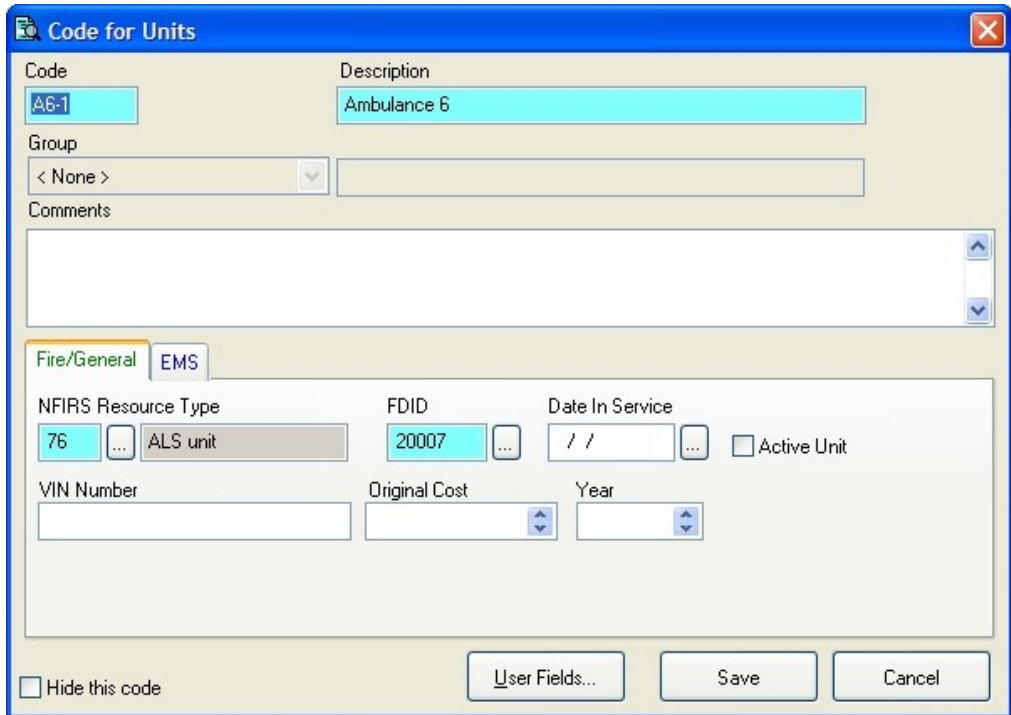 Code for Units
Code Description
A6-1 Ambulance 6
Group
< None >
Comments
Fire/General EMS
NFIRS Resource Type FDID Date In Service
76 ... ALS unit 20007 ... / / ... Active Unit
VIN Number Original Cost Year
Hide this code User Fields... Save Cancel